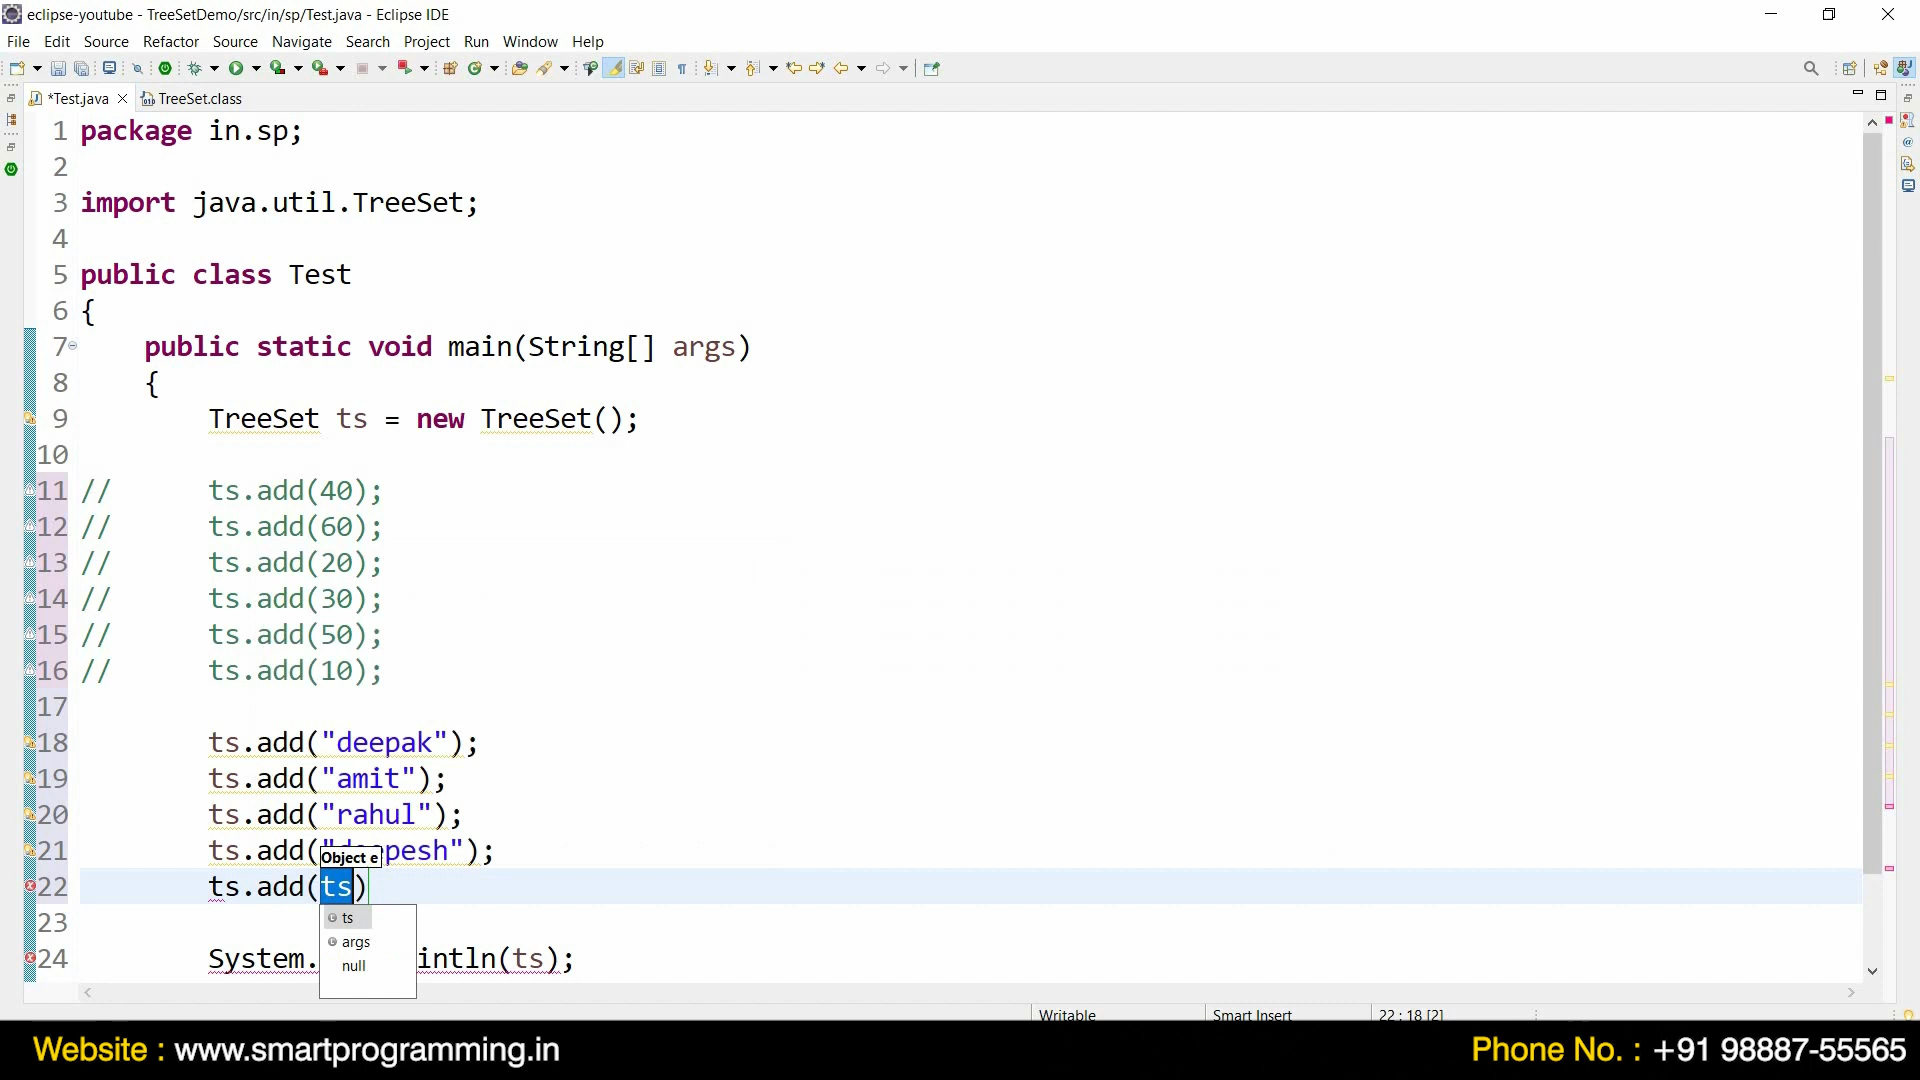 eclipse-youtube - TreeSetDemo/src/in/sp/Test.java - Eclipse IDE
File Edit Source Refactor Source Navigate Search Project Run Window Help
*Test.java TreeSet.class
1 package in.sp;
2
3 import java.util.TreeSet;
4
5 public class Test
6 {
7 public static void main(String[] args)
8 {
9 TreeSet ts = new TreeSet();
10
11 // ts.add(40);
12 // ts.add(60);
13 // ts.add(20);
14 // ts.add(30);
15 // ts.add(50);
16 // ts.add(10);
17
18 ts.add("deepak");
19 ts.add("amit");
20 ts.add("rahul");
21 ts.add("deepesh");
Object e
22 ts.add(ts)
ts
23
args
24 System. intln(ts);
null
Writable Smart Insert 22 : 18 [2]
Website : www.smartprogramming.in Phone No. : +91 98887-55565